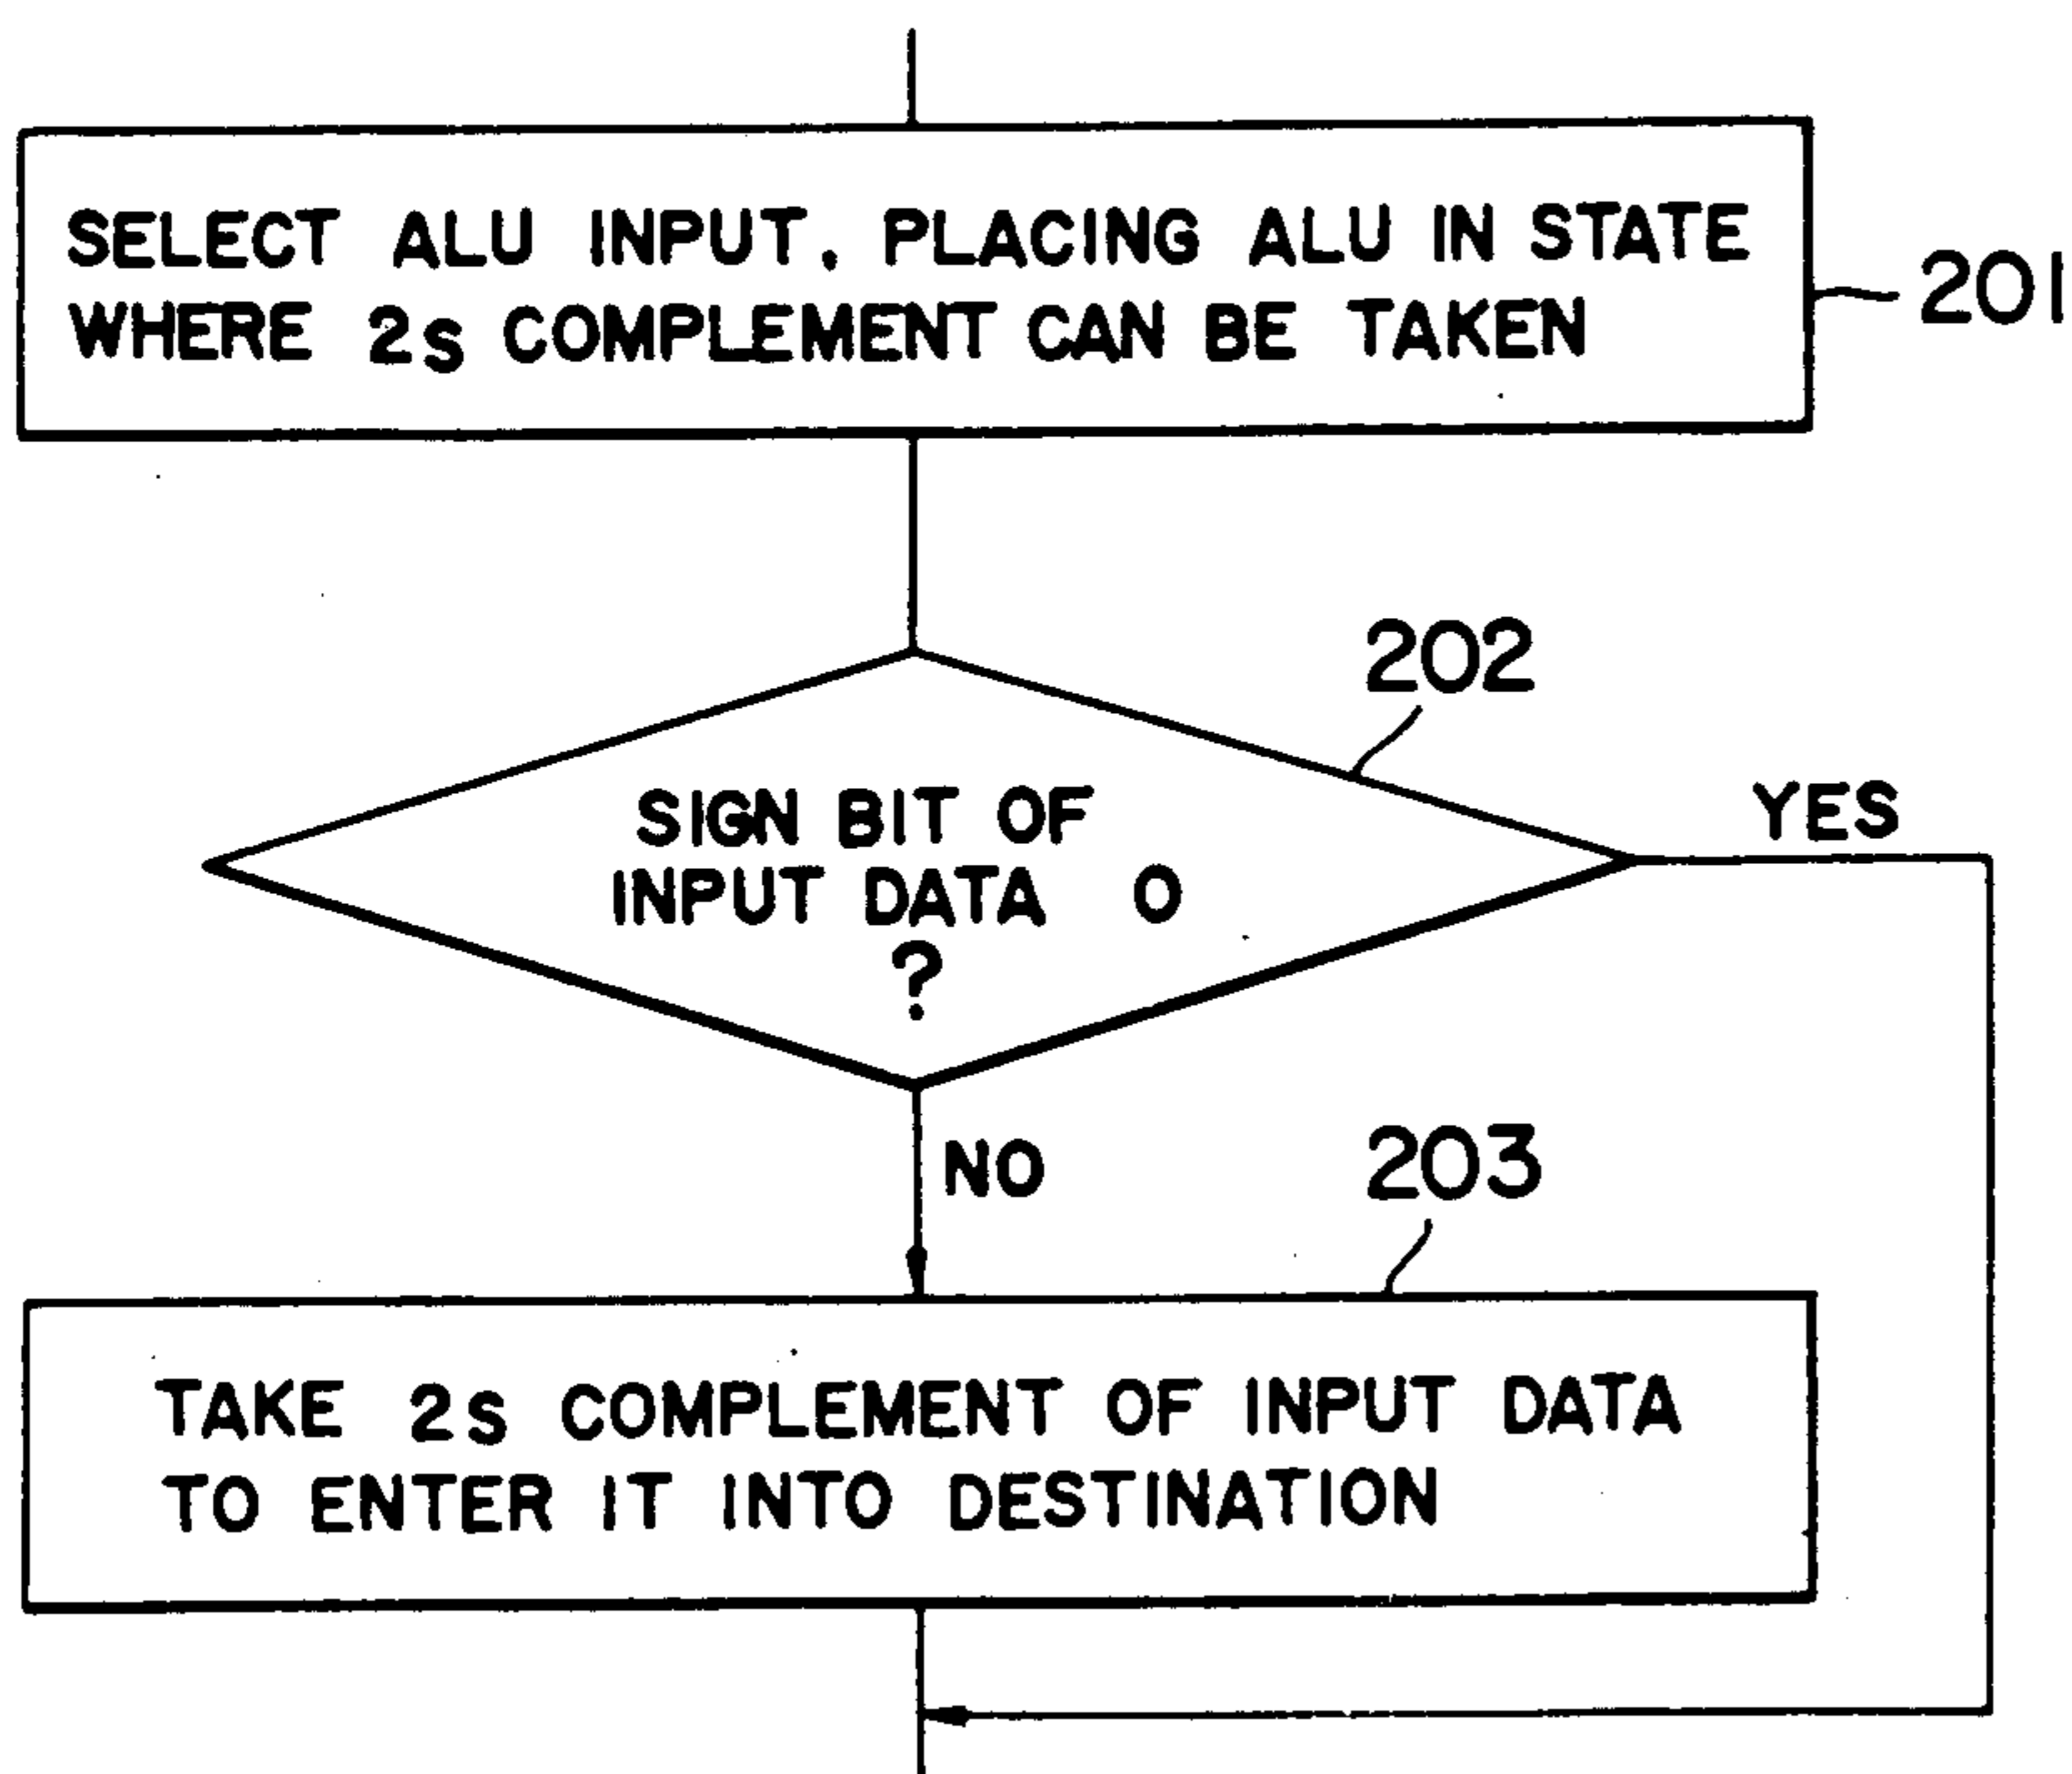 SELECT ALU INPUT. PLACING ALU IN STATE
WHERE 2s COMPLEMENT CAN BE TAKEN
201
202
SIGN BIT OF
INPUT DATA 0
?
YES
NO
203
TAKE 2s COMPLEMENT OF INPUT DATA
TO ENTER IT INTO DESTINATION